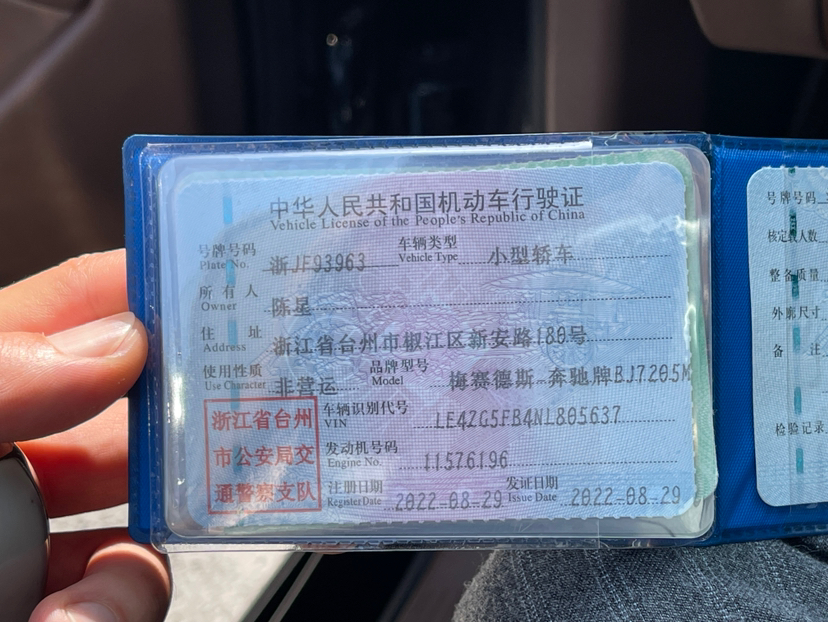 中华人民共和国机动车行驶证
Vehicle License of the People's Republic of China
号牌号码 Plate No. 浙JF93963 车辆类型 Vehicle Type 小型轿车
所有人 Owner 陈星
住址 Address 浙江省台州市椒江区新安路180号
使用性质 Use Character 非营运 品牌型号 Model 梅赛德斯-奔驰牌BJ7205M
浙江省台州
市公安局交
通警察支队
车辆识别代号 VIN LE4ZG5FB4NL805637
发动机号码 Engine No. 11576196
注册日期 Register Date 2022-08-29 发证日期 Issue Date 2022-08-29
号牌号码
核定载人数
整备质量
外廓尺寸
备注
检验记录